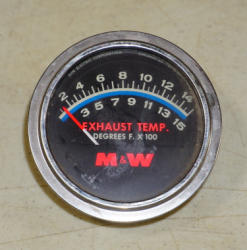 2 4 6 8 10 12 14
3 5 7 9 11 13 15
EXHAUST TEMP.
DEGREES F. X 100
M&W